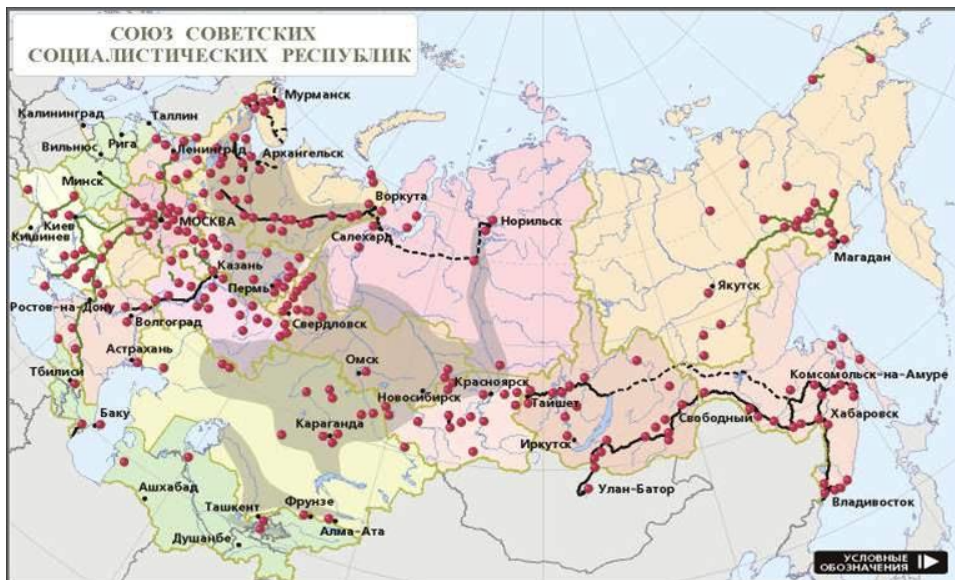 СОЮЗ СОВЕТСКИХ
СОЦИАЛИСТИЧЕСКИХ РЕСПУБЛИК
Мурманск
Калининград
Таллин
Рига
Вильнюс
Ленинград
Архангельск
Минск
Воркута
Норильск
Киев
МОСКВА
Кишинев
Салехард
Магадан
Казань
Пермь
Якутск
Ростов-на-Дону
Волгоград
Свердловск
Астрахань
Омск
Тбилиси
Красноярск
Комсомольск-на-Амуре
Новосибирск
Тайшет
Свободный
Хабаровск
Баку
Караганда
Иркутск
Улан-Батор
Владивосток
Ашхабад
Ташкент
Фрунзе
Алма-Ата
Душанбе
УСЛОВНЫЕ
ОБОЗНАЧЕНИЯ